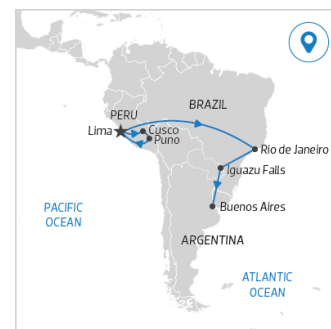 PERU
BRAZIL
Lima
Cusco
Puno
Rio de Janeiro
Iguazu Falls
PACIFIC
OCEAN
Buenos Aires
ARGENTINA
ATLANTIC
OCEAN